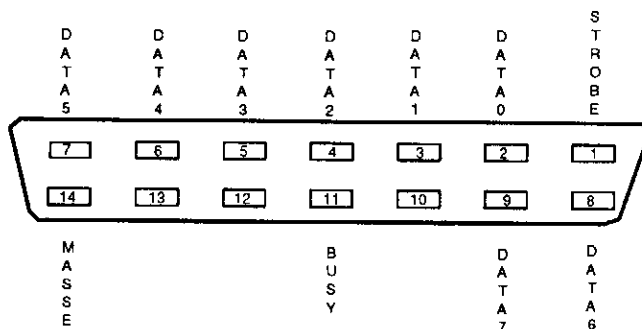 DATA5 DATA4 DATA3 DATA2 DATA1 DATA0 STROBE
7 6 5 4 3 2 1
14 13 12 11 10 9 8
MASSE BUSY DATA7 DATA6